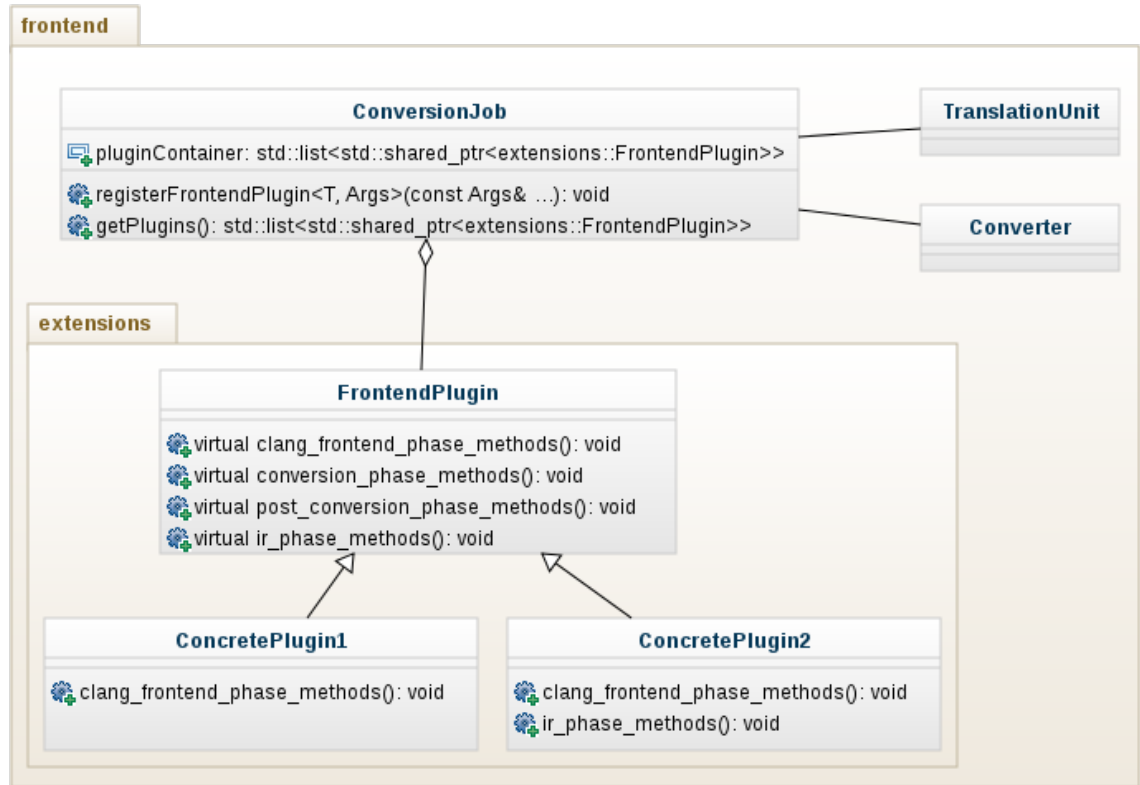 frontend
ConversionJob
pluginContainer: std::list<std::shared_ptr<extensions::FrontendPlugin>>
registerFrontendPlugin<T, Args>(const Args& ...): void
getPlugins(): std::list<std::shared_ptr<extensions::FrontendPlugin>>
TranslationUnit
Converter
extensions
FrontendPlugin
virtual clang_frontend_phase_methods(): void
virtual conversion_phase_methods(): void
virtual post_conversion_phase_methods(): void
virtual ir_phase_methods(): void
ConcretePlugin1
clang_frontend_phase_methods(): void
ConcretePlugin2
clang_frontend_phase_methods(): void
ir_phase_methods(): void